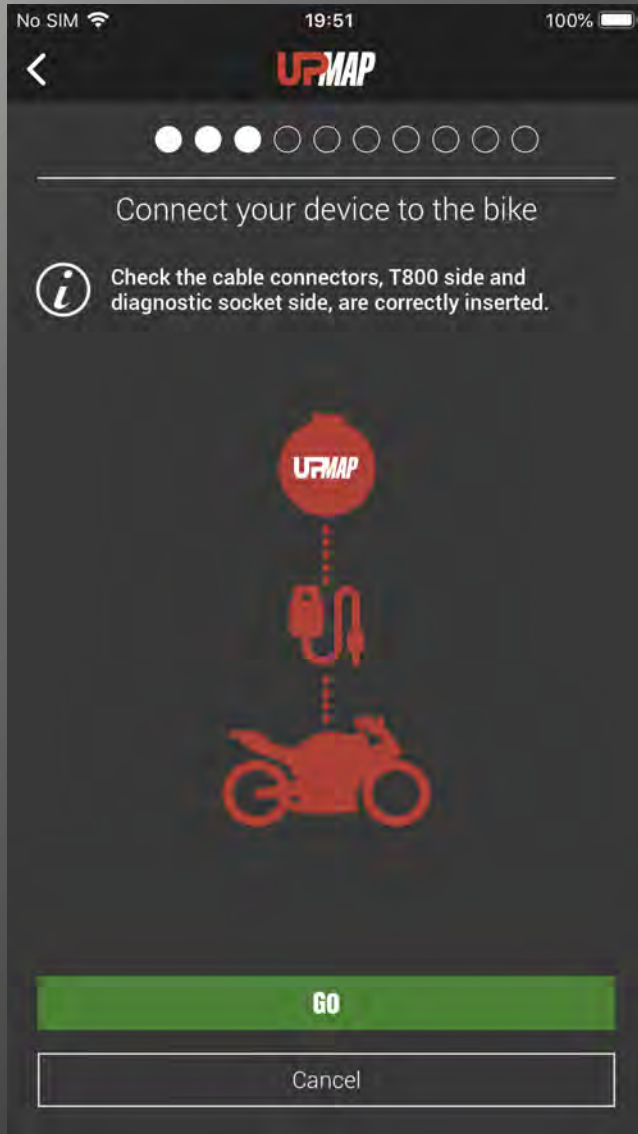 No SIM 19:51 100%
UPMAP
Connect your device to the bike
Check the cable connectors, T800 side and
diagnostic socket side, are correctly inserted.
UPMAP
GO
Cancel